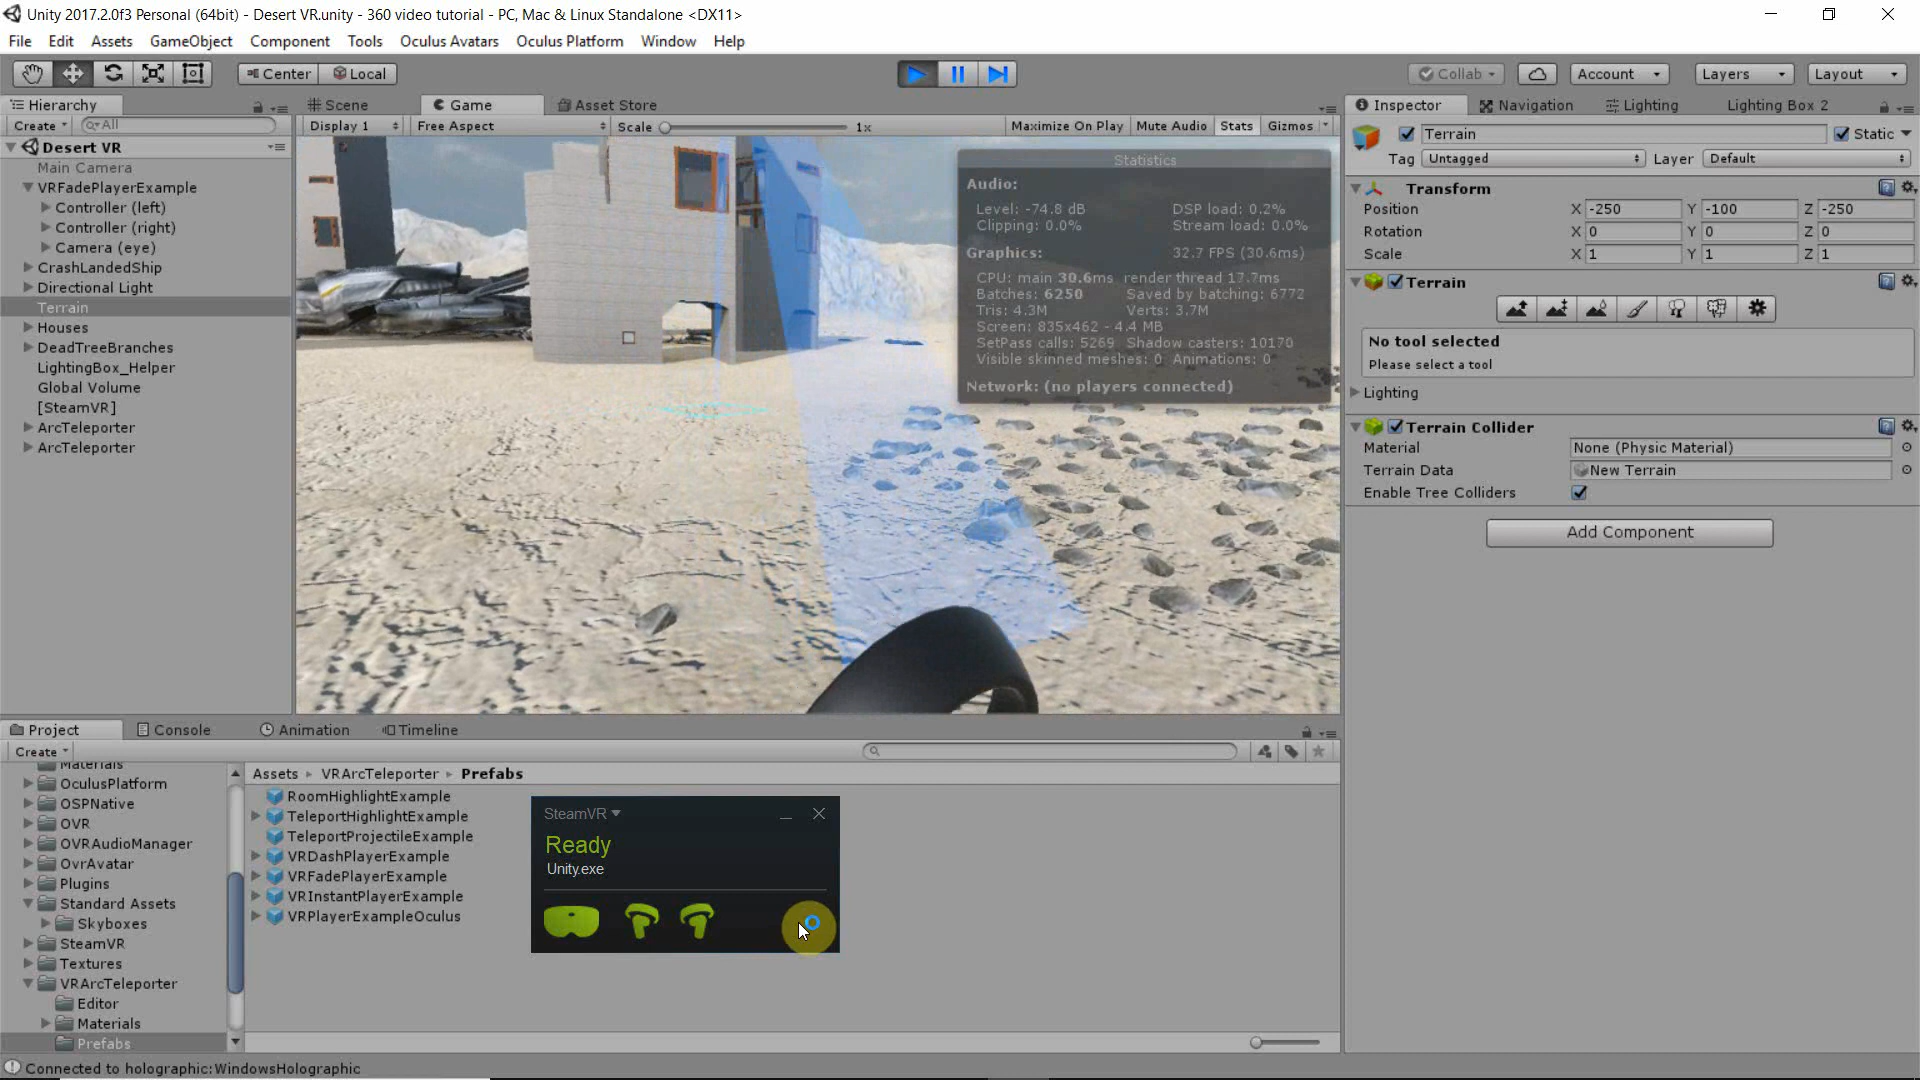 Unity 2017.2.0f3 Personal (64bit) - Desert VR.unity - 360 video tutorial - PC, Mac & Linux Standalone <DX11>
File Edit Assets GameObject Component Tools Oculus Avatars Oculus Platform Window Help
Center Local Collab Account Layers Layout
Hierarchy Scene Game Asset Store Inspector Navigation Lighting Lighting Box 2
Create All Display 1 Free Aspect Scale 1x Maximize On Play Mute Audio Stats Gizmos
Desert VR
Main Camera
VRFadePlayerExample
Controller (left)
Controller (right)
Camera (eye)
CrashLandedShip
Directional Light
Terrain
Houses
DeadTreeBranches
LightingBox_Helper
Global Volume
[SteamVR]
ArcTeleporter
ArcTeleporter
Statistics
Audio:
Level: -74.8 dB DSP load: 0.2%
Clipping: 0.0% Stream load: 0.0%
Graphics: 32.7 FPS (30.6ms)
CPU: main 30.6ms render thread 17.7ms
Batches: 6250 Saved by batching: 6772
Tris: 4.3M Verts: 3.7M
Screen: 835x462 - 4.4 MB
SetPass calls: 5269 Shadow casters: 10170
Visible skinned meshes: 0 Animations: 0
Network: (no players connected)
Terrain Static
Tag Untagged Layer Default
Transform
Position X -250 Y -100 Z -250
Rotation X 0 Y 0 Z 0
Scale X 1 Y 1 Z 1
Terrain
No tool selected
Please select a tool
Lighting
Terrain Collider
Material None (Physic Material)
Terrain Data New Terrain
Enable Tree Colliders
Add Component
Project Console Animation Timeline
Create
Materials
OculusPlatform
OSPNative
OVR
OVRAudioManager
OvrAvatar
Plugins
Standard Assets
Skyboxes
SteamVR
Textures
VRArcTeleporter
Editor
Materials
Prefabs
Assets VRArcTeleporter Prefabs
RoomHighlightExample
TeleportHighlightExample
TeleportProjectileExample
VRDashPlayerExample
VRFadePlayerExample
VRInstantPlayerExample
VRPlayerExampleOculus
SteamVR
Ready
Unity.exe
Connected to holographic:WindowsHolographic